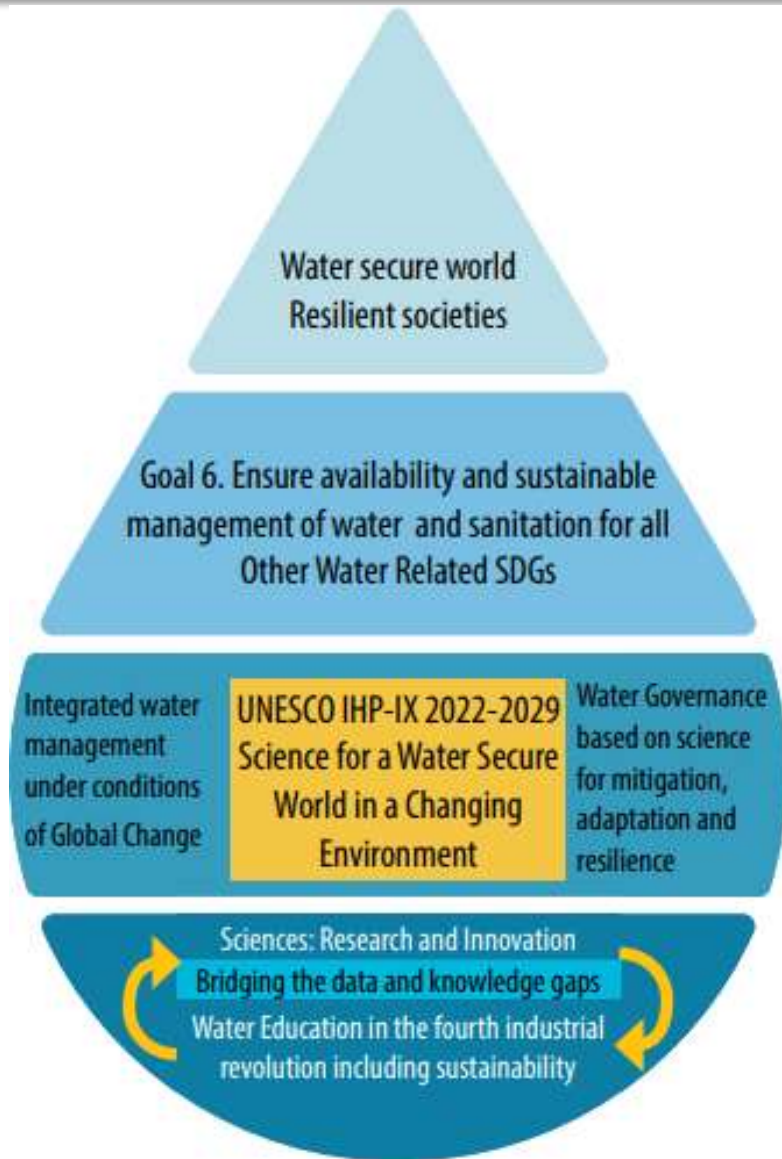 Water secure world
Resilient societies
Goal 6. Ensure availability and sustainable
management of water and sanitation for all
Other Water Related SDGs
Integrated water
management
under conditions
of Global Change
UNESCO IHP-IX 2022-2029
Science for a Water Secure
World in a Changing
Environment
Water Governance
based on science
for mitigation,
adaptation and
resilience
Sciences: Research and Innovation
Bridging the data and knowledge gaps
Water Education in the fourth industrial
revolution including sustainability